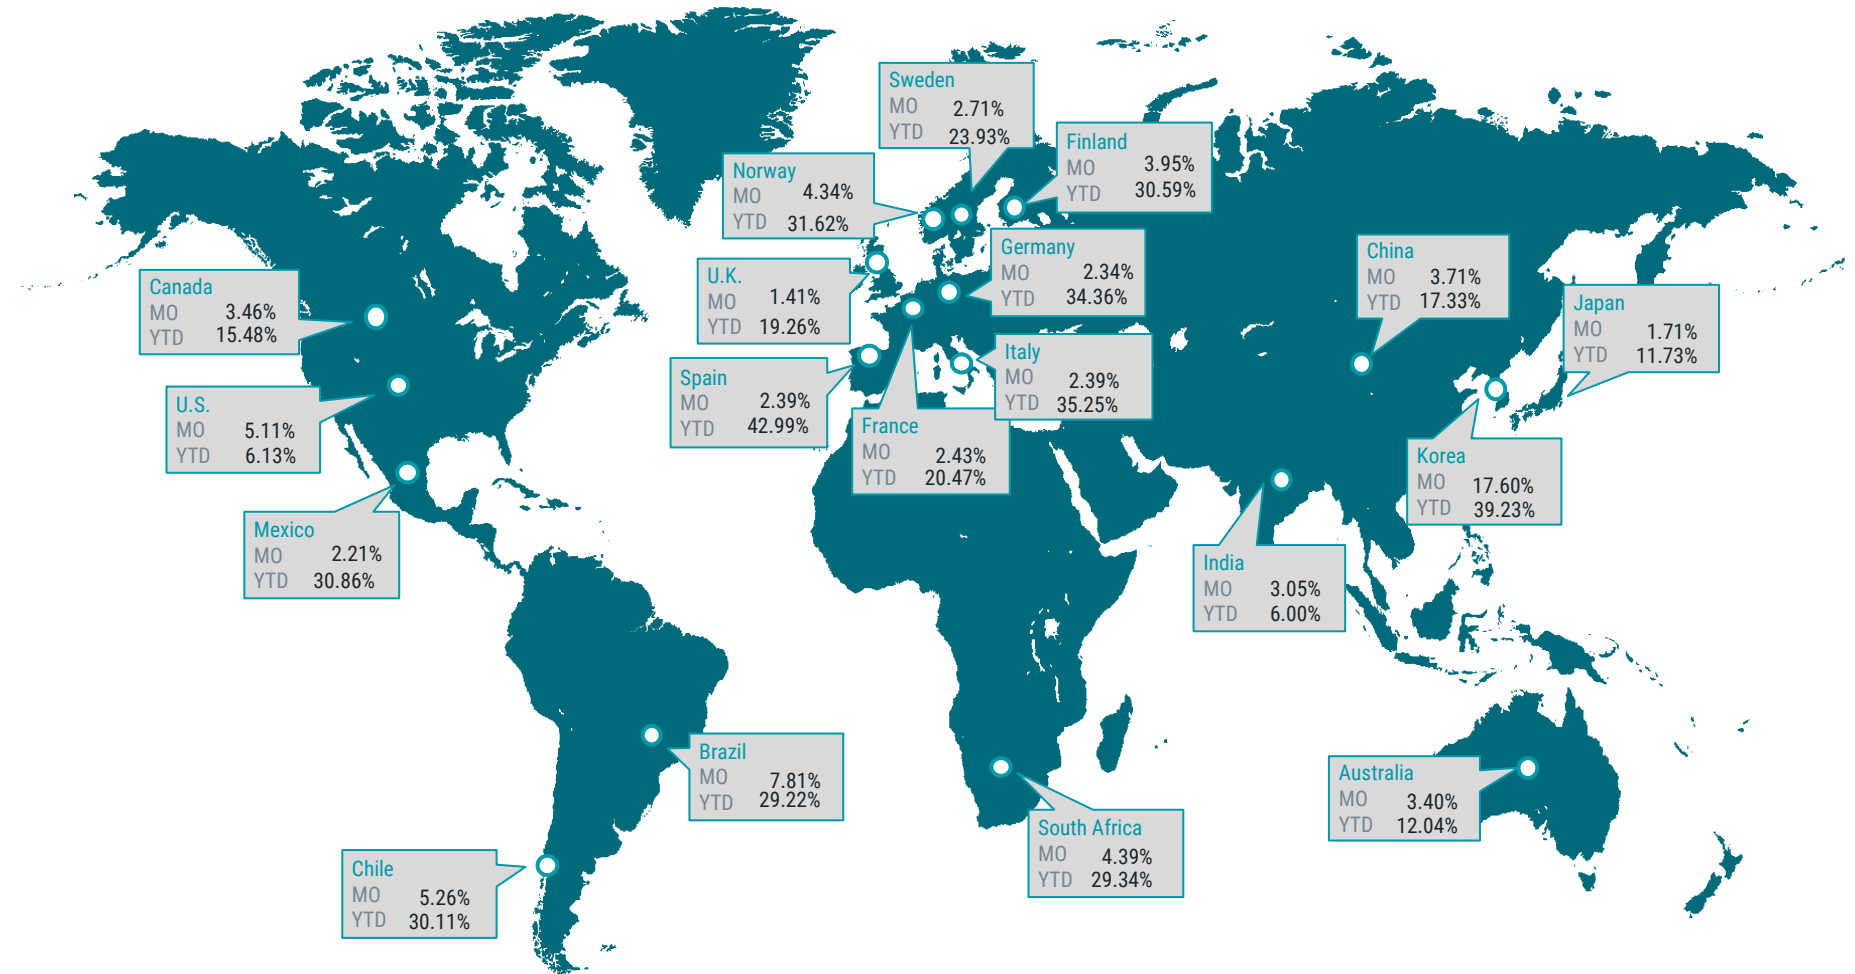 Sweden
MO 2.71%
YTD 23.93%
Finland
MO 3.95%
YTD 30.59%
Norway
MO 4.34%
YTD 31.62%
Germany
MO 2.34%
YTD 34.36%
China
MO 3.71%
YTD 17.33%
U.K.
MO 1.41%
YTD 19.26%
Canada
MO 3.46%
YTD 15.48%
Japan
MO 1.71%
YTD 11.73%
Italy
MO 2.39%
YTD 35.25%
Spain
MO 2.39%
YTD 42.99%
U.S.
MO 5.11%
YTD 6.13%
France
MO 2.43%
YTD 20.47%
Korea
MO 17.60%
YTD 39.23%
Mexico
MO 2.21%
YTD 30.86%
India
MO 3.05%
YTD 6.00%
Brazil
MO 7.81%
YTD 29.22%
Australia
MO 3.40%
YTD 12.04%
South Africa
MO 4.39%
YTD 29.34%
Chile
MO 5.26%
YTD 30.11%